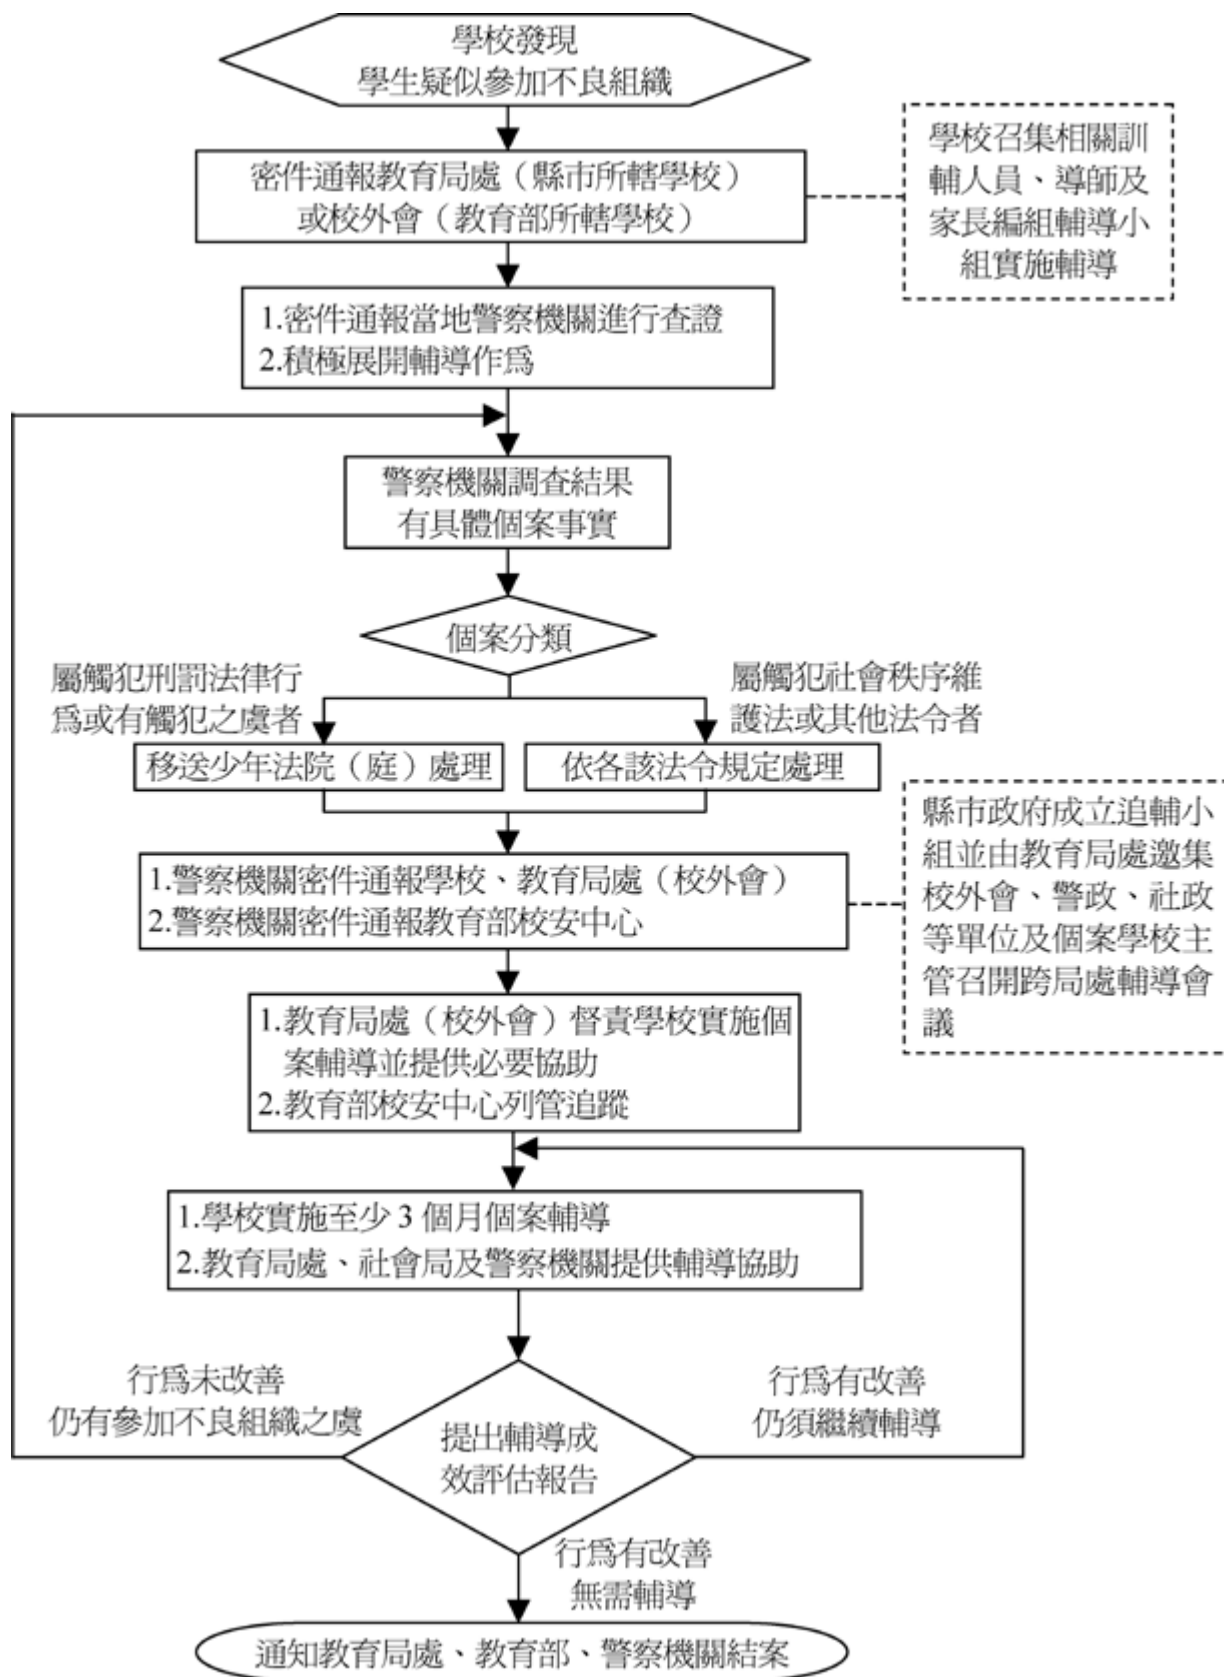 學校發現
學生疑似參加不良組織
密件通報教育局處（縣市所轄學校）
或校外會（教育部所轄學校）
學校召集相關訓
輔人員、導師及
家長編組輔導小
組實施輔導
1.密件通報當地警察機關進行查證
2.積極展開輔導作爲
警察機關調查結果
有具體個案事實
個案分類
屬觸犯刑罰法律行
爲或有觸犯之虞者
屬觸犯社會秩序維
護法或其他法令者
移送少年法院（庭）處理
依各該法令規定處理
1.警察機關密件通報學校、教育局處（校外會）
2.警察機關密件通報教育部校安中心
縣市政府成立追輔小
組並由教育局處邀集
校外會、警政、社政
等單位及個案學校主
管召開跨局處輔導會
議
1.教育局處（校外會）督責學校實施個
案輔導並提供必要協助
2.教育部校安中心列管追蹤
1.學校實施至少 3 個月個案輔導
2.教育局處、社會局及警察機關提供輔導協助
行爲未改善
仍有參加不良組織之虞
行爲有改善
仍須繼續輔導
提出輔導成
效評估報告
行爲有改善
無需輔導
通知教育局處、教育部、警察機關結案